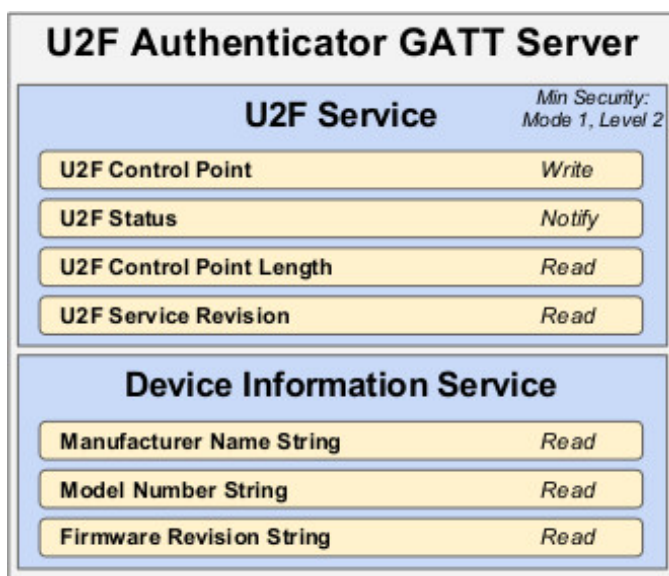 U2F Authenticator GATT Server
U2F Service
Min Security:
Mode 1, Level 2
U2F Control Point Write
U2F Status Notify
U2F Control Point Length Read
U2F Service Revision Read
Device Information Service
Manufacturer Name String Read
Model Number String Read
Firmware Revision String Read